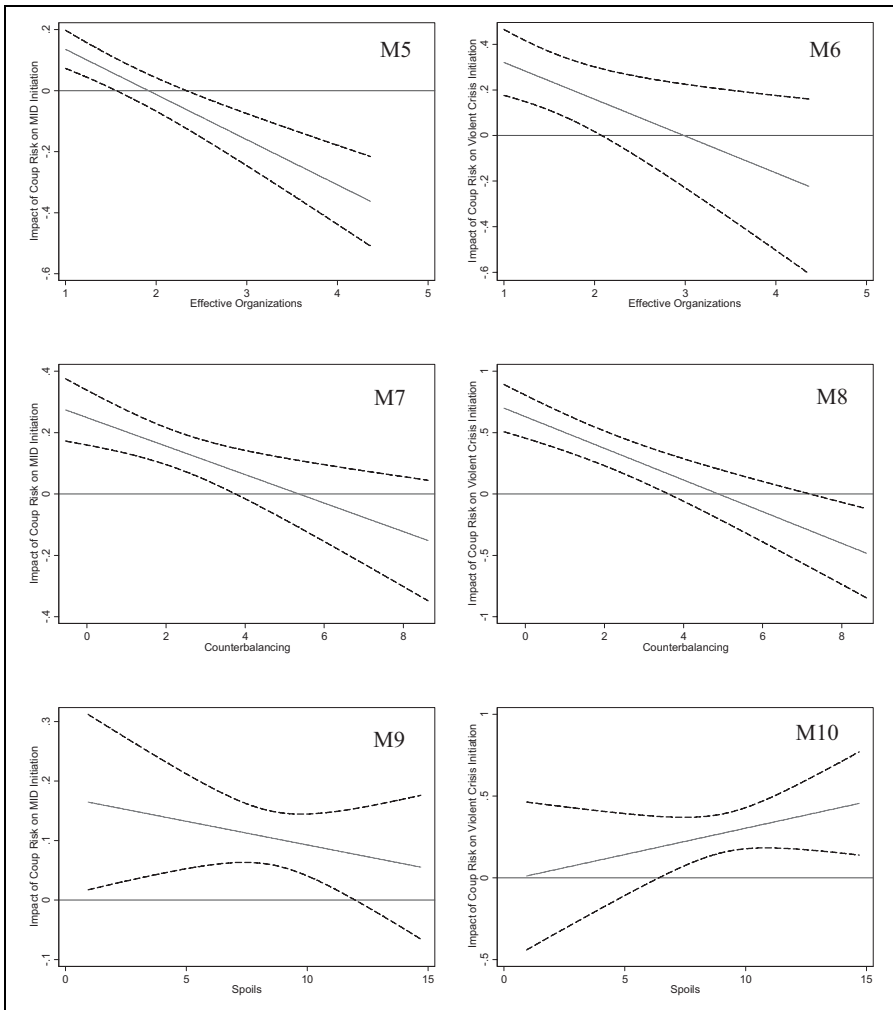 M5
Impact of Coup Risk on MID Initiation
.2
0
-.2
-.4
-.6
1 2 3 4 5
Effective Organizations
M6
Impact of Coup Risk on Violent Crisis Initiation
.4
.2
0
-.2
-.4
-.6
1 2 3 4 5
Effective Organizations
M7
Impact of Coup Risk on MID Initiation
.4
.2
0
-.2
-.4
0 2 4 6 8
Counterbalancing
M8
Impact of Coup Risk on Violent Crisis Initiation
1
.5
0
-.5
-1
0 2 4 6 8
Counterbalancing
M9
Impact of Coup Risk on MID Initiation
.3
.2
.1
0
-.1
0 5 10 15
Spoils
M10
Impact of Coup Risk on Violent Crisis Initiation
1
.5
0
-.5
0 5 10 15
Spoils